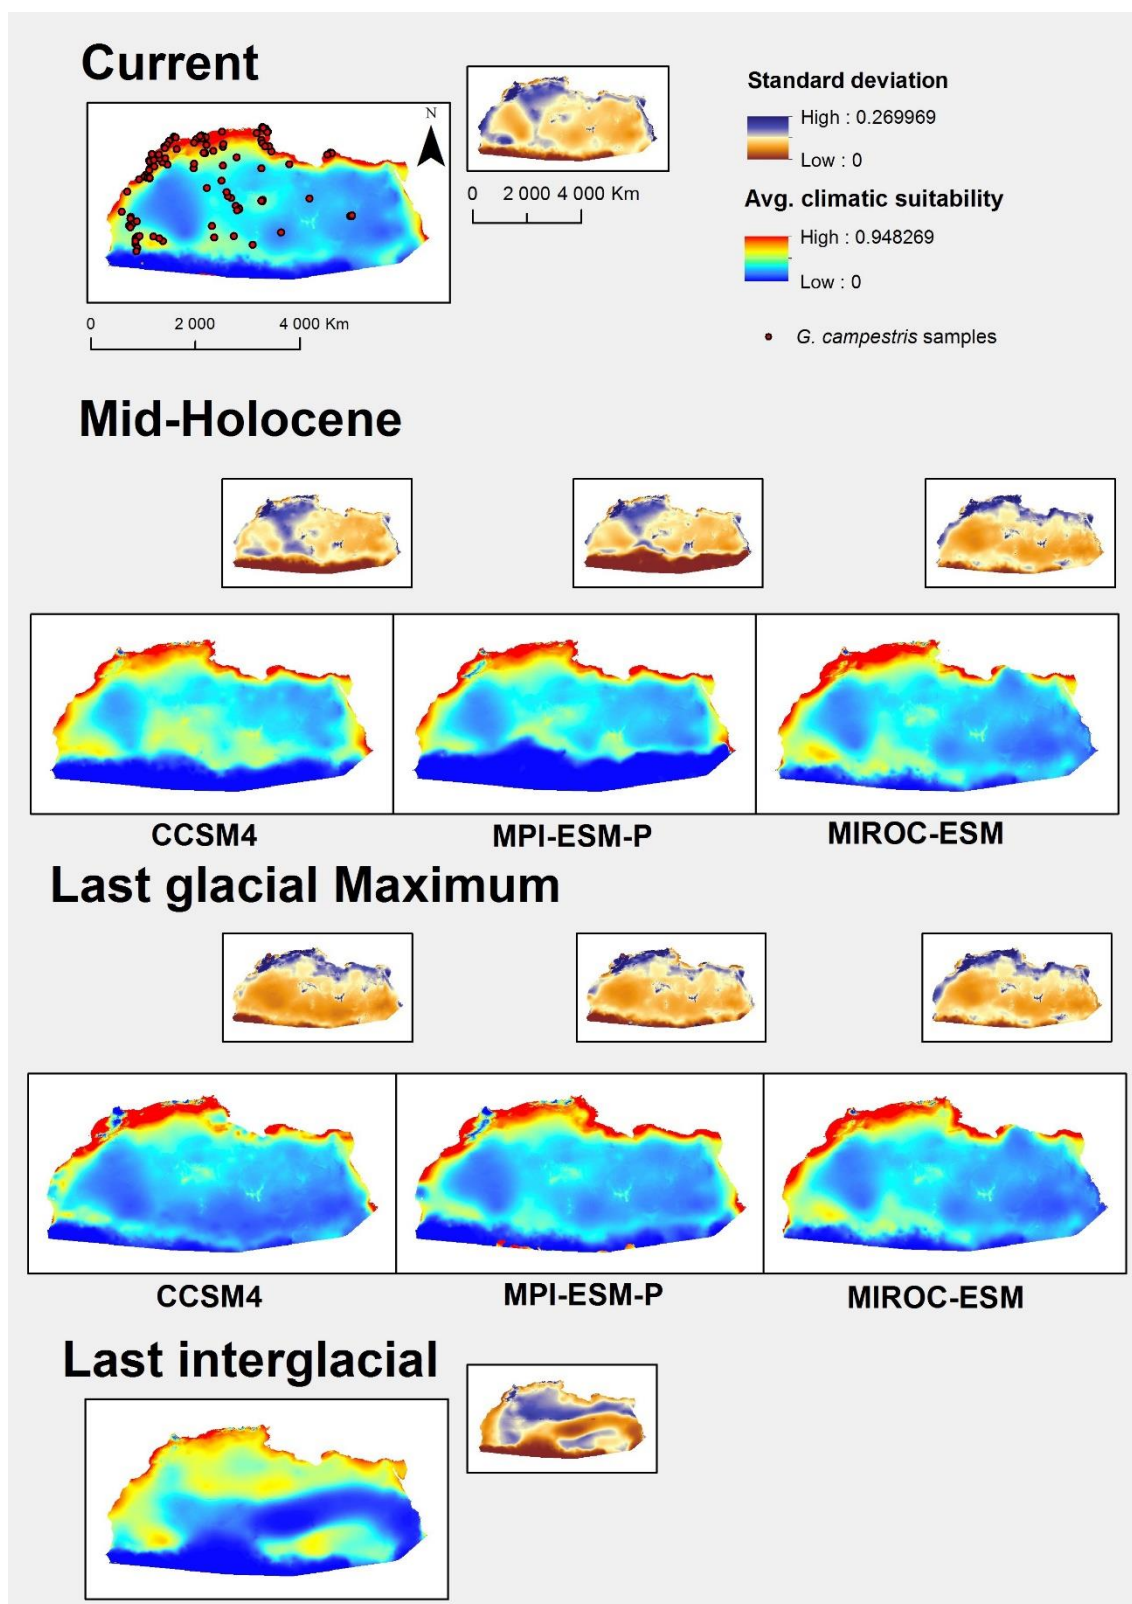 Current
N
0 2 000 4 000 Km
0 2 000 4 000 Km
Standard deviation
High : 0.269969
Low : 0
Avg. climatic suitability
High : 0.948269
Low : 0
G. campestris samples
Mid-Holocene
CCSM4 MPI-ESM-P MIROC-ESM
Last glacial Maximum
CCSM4 MPI-ESM-P MIROC-ESM
Last interglacial